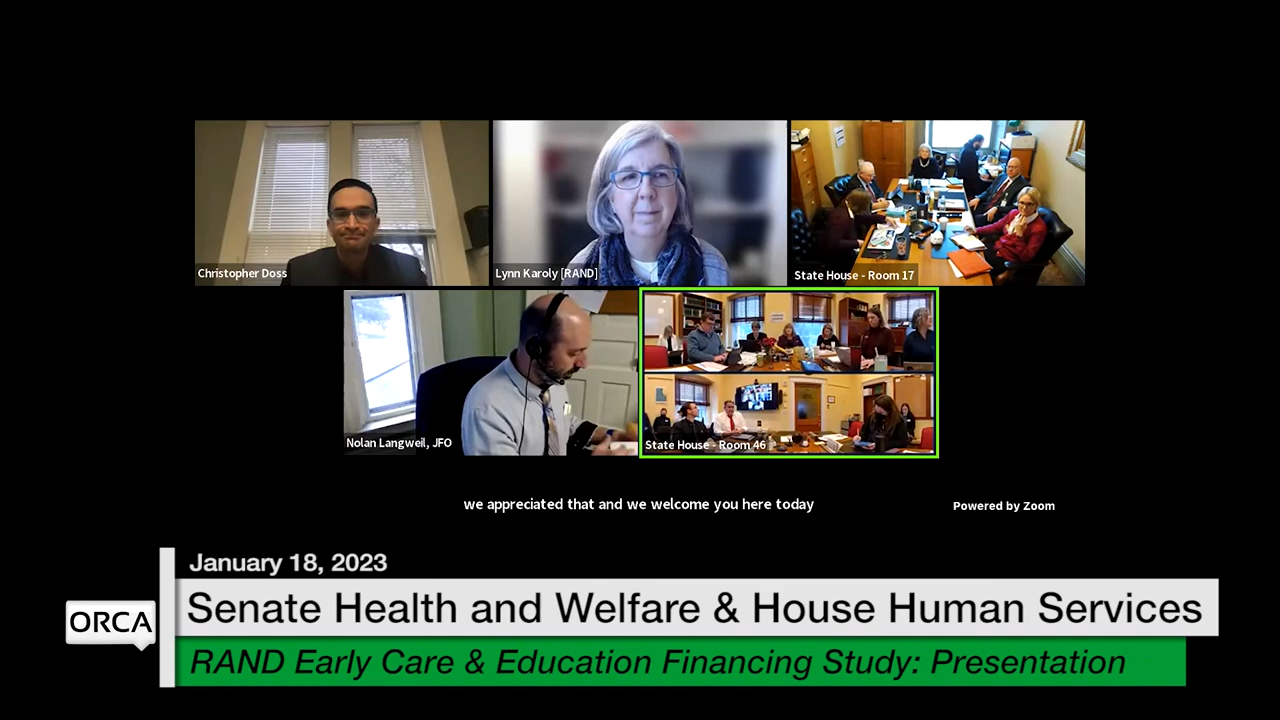 Christopher Doss
Lynn Karoly [RAND]
State House - Room 17
Nolan Langweil, JFO
State House - Room 46
we appreciated that and we welcome you here today
Powered by Zoom
January 18, 2023
ORCA
Senate Health and Welfare & House Human Services
RAND Early Care & Education Financing Study: Presentation